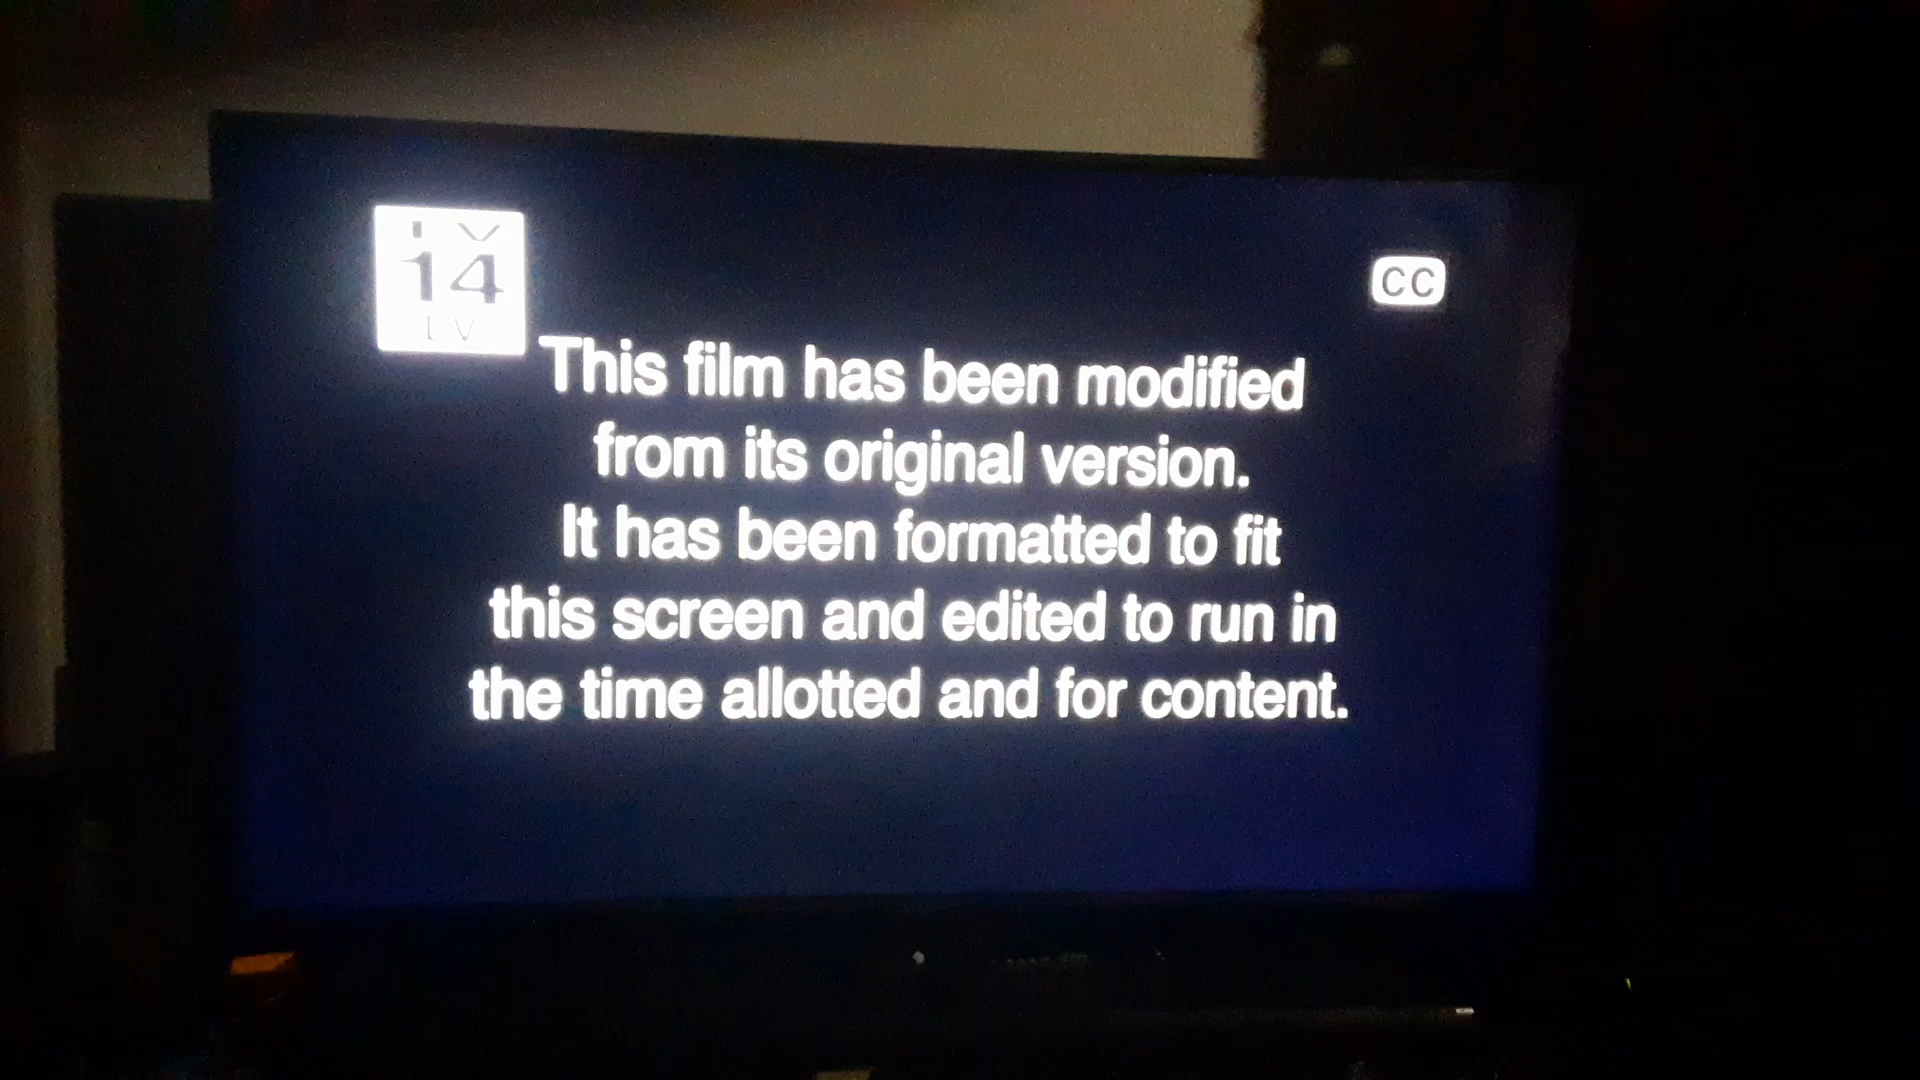 TV
14
LV
CC
This film has been modified
from its original version.
It has been formatted to fit
this screen and edited to run in
the time allotted and for content.